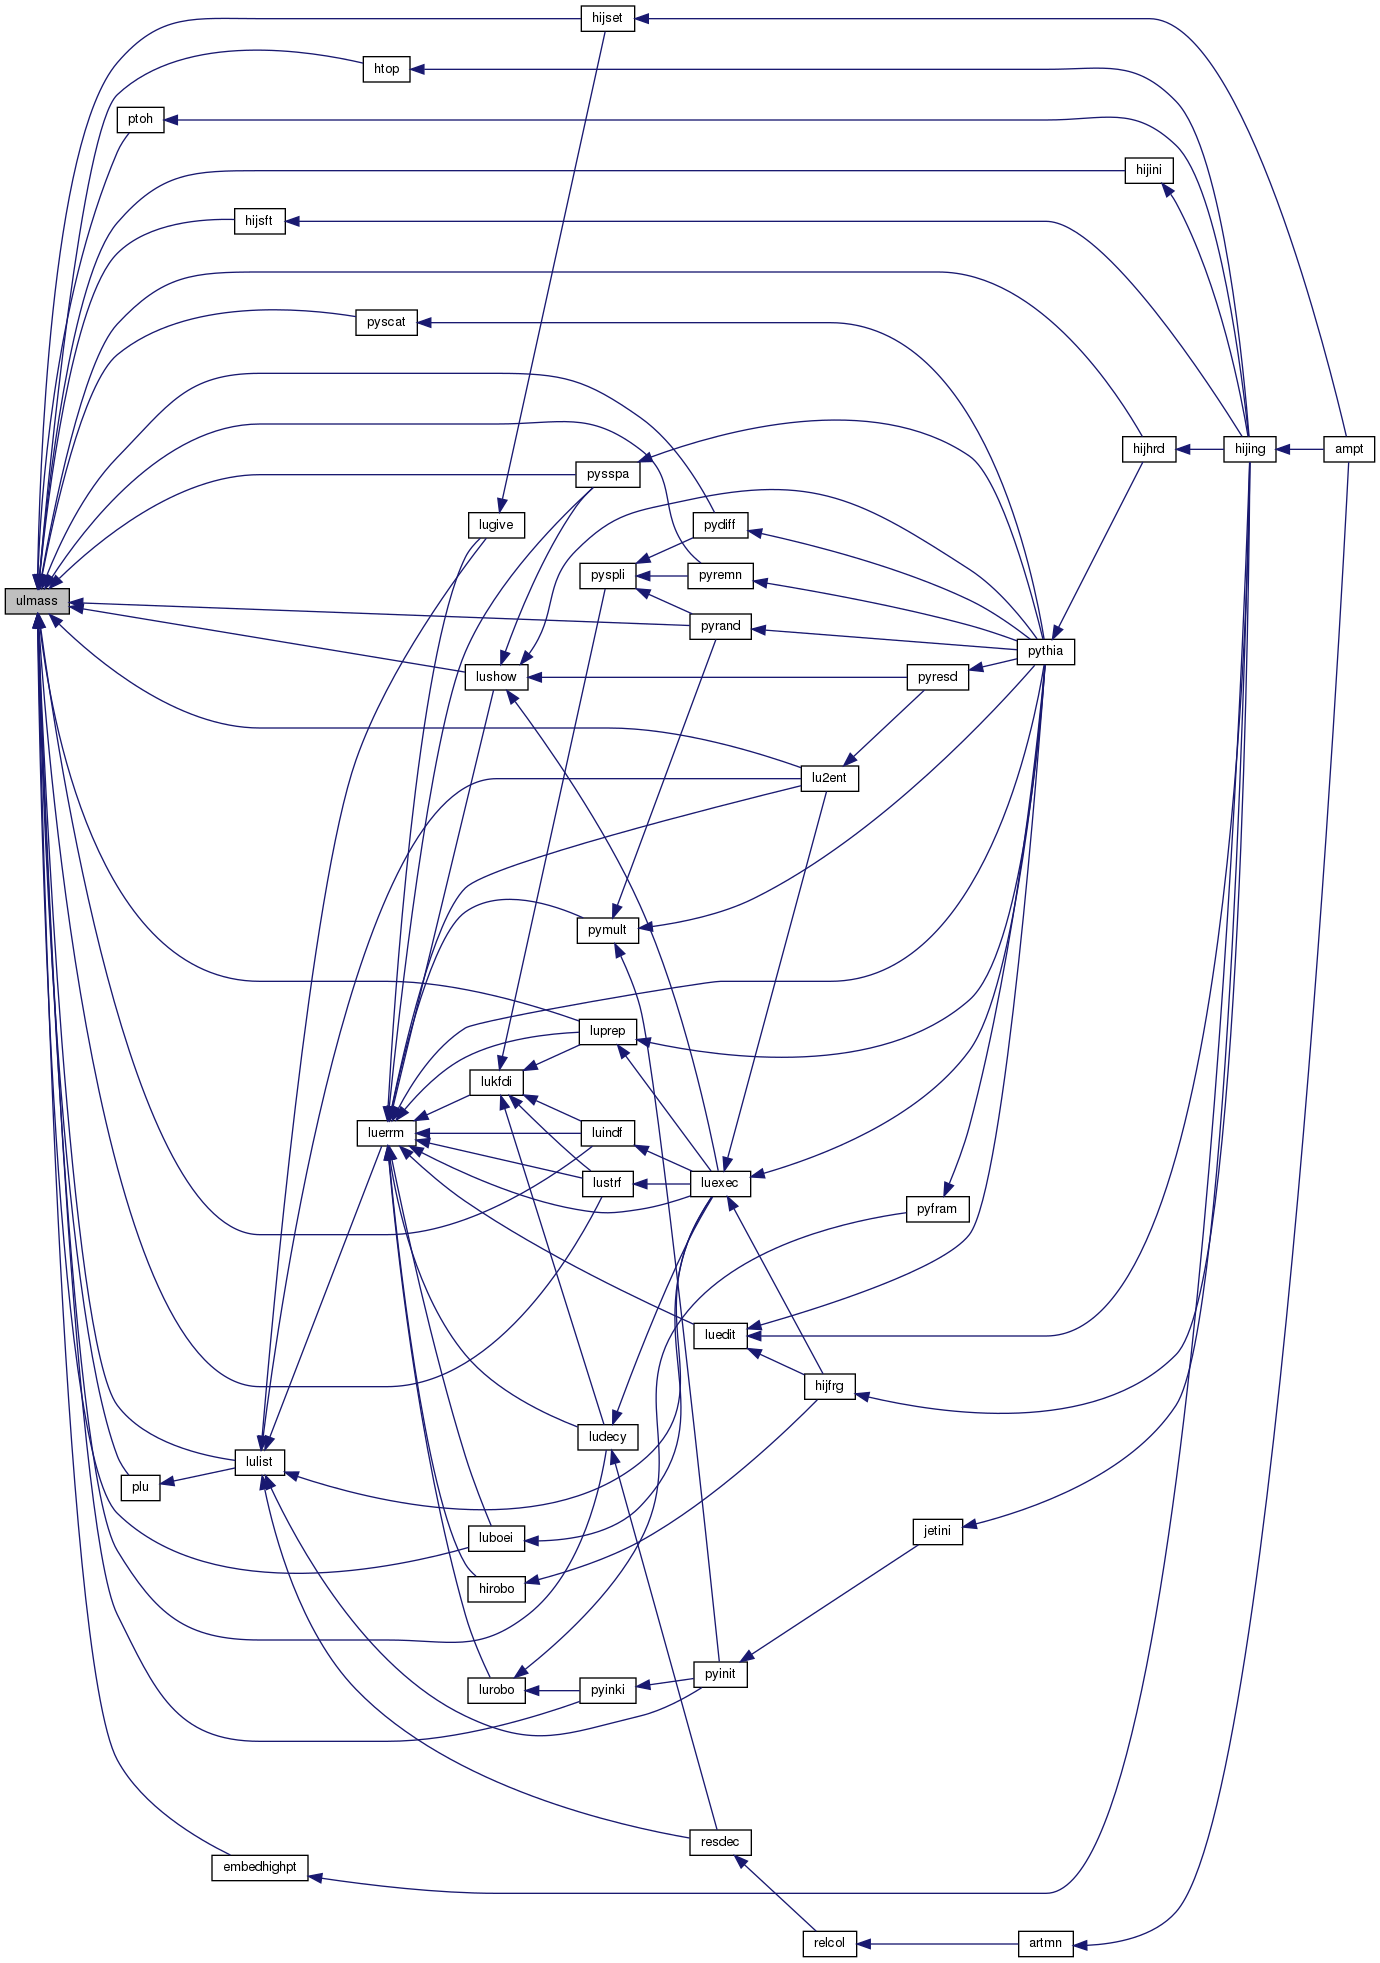 hijset
htop
ptoh
hijini
hijsft
pyscat
hijhrd
hijing
ampt
pysspa
lugive
pydiff
pyspli
pyremn
ulmass
pyrand
pythia
lushow
pyresd
lu2ent
pymult
luprep
lukfdi
luerrm
luindf
lustrf
luexec
pyfram
luedit
hijfrg
ludecy
lulist
plu
jetini
luboei
hirobo
pyinit
lurobo
pyinki
resdec
embedhighpt
relcol
artmn